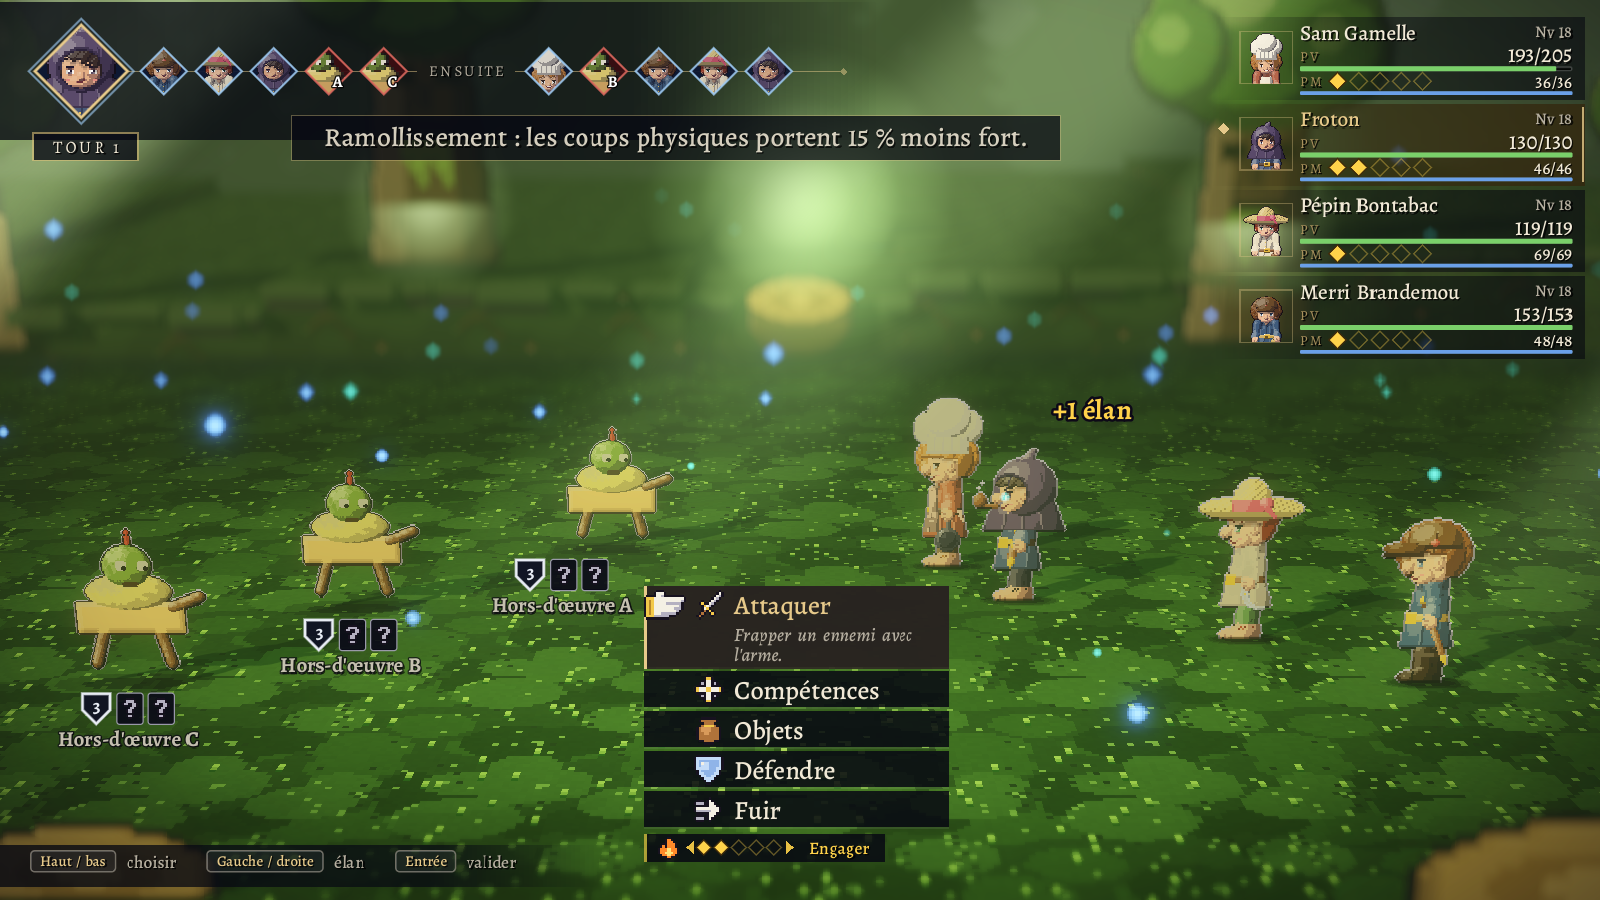 A
C
ENSUITE
B
TOUR 1
Ramollissement : les coups physiques portent 15 % moins fort.
Sam Gamelle Nv 18
PV 193/205
PM 36/36
Froton Nv 18
PV 130/130
PM 46/46
Pépin Bontabac Nv 18
PV 119/119
PM 69/69
Merri Brandemou Nv 18
PV 153/153
PM 48/48
+1 élan
3 ? ?
Hors-d'œuvre A
3 ? ?
Hors-d'œuvre B
3 ? ?
Hors-d'œuvre C
Attaquer
Frapper un ennemi avec
l'arme.
Compétences
Objets
Défendre
Fuir
Engager
Haut / bas choisir Gauche / droite élan Entrée valider